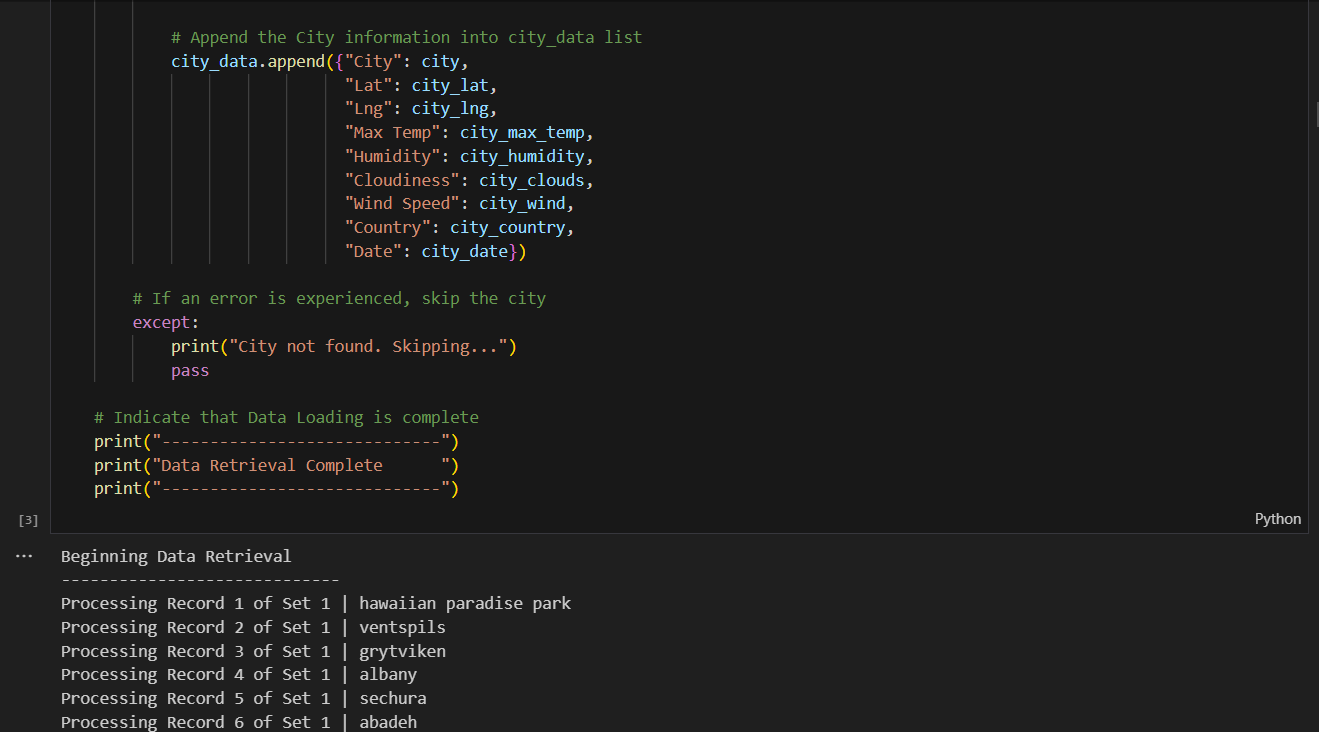 # Append the City information into city_data list
city_data.append({"City": city,
"Lat": city_lat,
"Lng": city_lng,
"Max Temp": city_max_temp,
"Humidity": city_humidity,
"Cloudiness": city_clouds,
"Wind Speed": city_wind,
"Country": city_country,
"Date": city_date})
# If an error is experienced, skip the city
except:
print("City not found. Skipping...")
pass
# Indicate that Data Loading is complete
print("-----------------------------")
print("Data Retrieval Complete      ")
print("-----------------------------")
[3]
Python
... Beginning Data Retrieval
-----------------------------
Processing Record 1 of Set 1 | hawaiian paradise park
Processing Record 2 of Set 1 | ventspils
Processing Record 3 of Set 1 | grytviken
Processing Record 4 of Set 1 | albany
Processing Record 5 of Set 1 | sechura
Processing Record 6 of Set 1 | abadeh